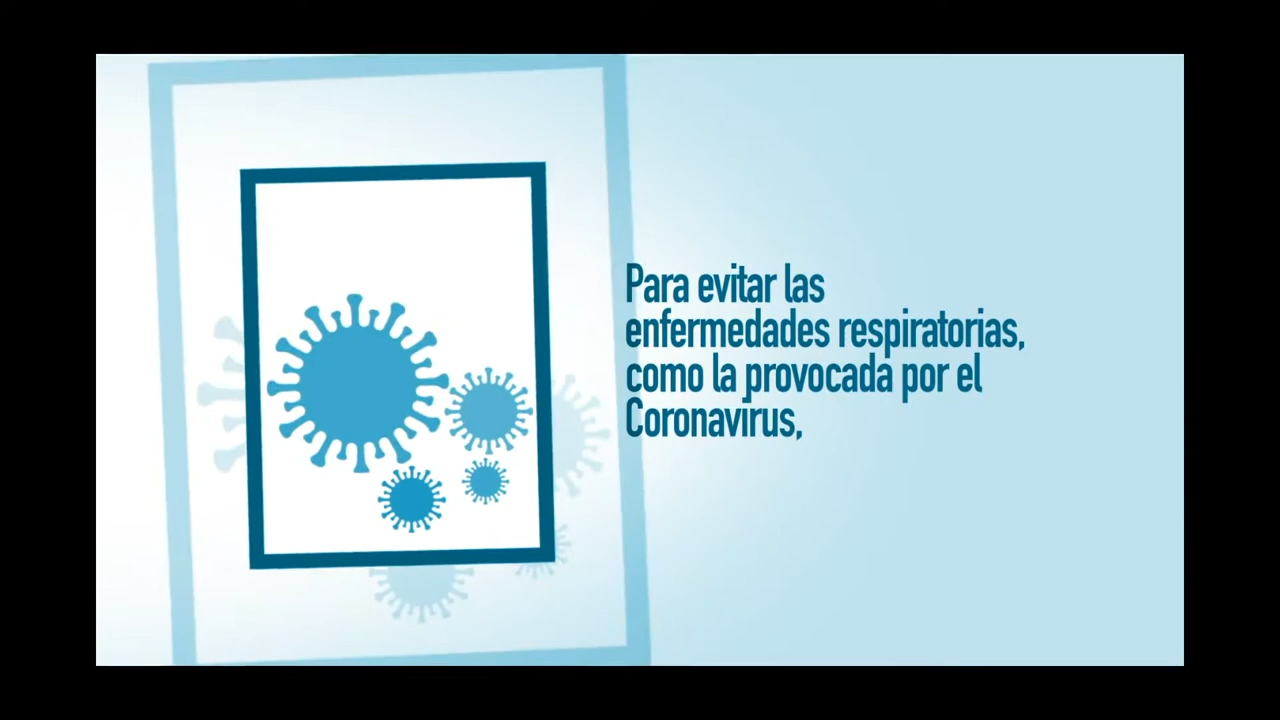 Para evitar las
enfermedades respiratorias,
como la provocada por el
Coronavirus,